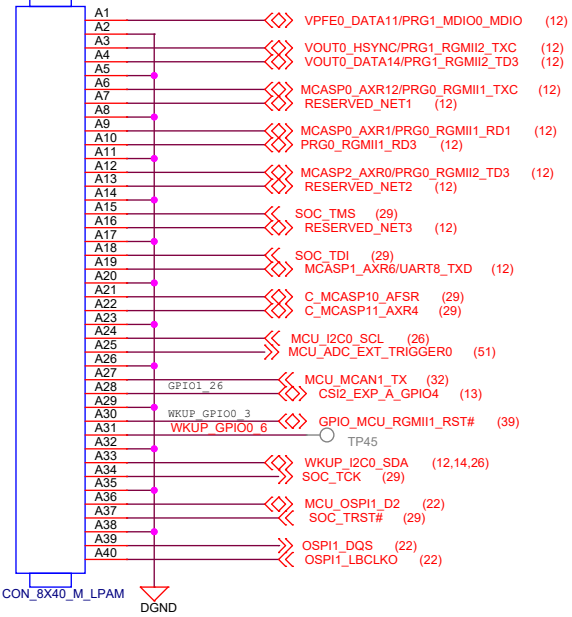 A1 VPFE0_DATA11/PRG1_MDIO0_MDIO (12)
A2
A3 VOUT0_HSYNC/PRG1_RGMII2_TXC (12)
A4 VOUT0_DATA14/PRG1_RGMII2_TD3 (12)
A5
A6 MCASP0_AXR12/PRG0_RGMII1_TXC (12)
A7 RESERVED_NET1 (12)
A8
A9 MCASP0_AXR1/PRG0_RGMII1_RD1 (12)
A10 PRG0_RGMII1_RD3 (12)
A11
A12 MCASP2_AXR0/PRG0_RGMII2_TD3 (12)
A13 RESERVED_NET2 (12)
A14
A15 SOC_TMS (29)
A16 RESERVED_NET3 (12)
A17
A18 SOC_TDI (29)
A19 MCASP1_AXR6/UART8_TXD (12)
A20
A21 C_MCASP10_AFSR (29)
A22 C_MCASP11_AXR4 (29)
A23
A24 MCU_I2C0_SCL (26)
A25 MCU_ADC_EXT_TRIGGER0 (51)
A26
A27 MCU_MCAN1_TX (32)
A28 GPIO1_26 CSI2_EXP_A_GPIO4 (13)
A29
A30 WKUP_GPIO0_3 GPIO_MCU_RGMII1_RST# (39)
A31 WKUP_GPIO0_6 TP45
A32
A33 WKUP_I2C0_SDA (12,14,26)
A34 SOC_TCK (29)
A35
A36 MCU_OSPI1_D2 (22)
A37 SOC_TRST# (29)
A38
A39 OSPI1_DQS (22)
A40 OSPI1_LBCLKO (22)
CON_8X40_M_LPAM
DGND